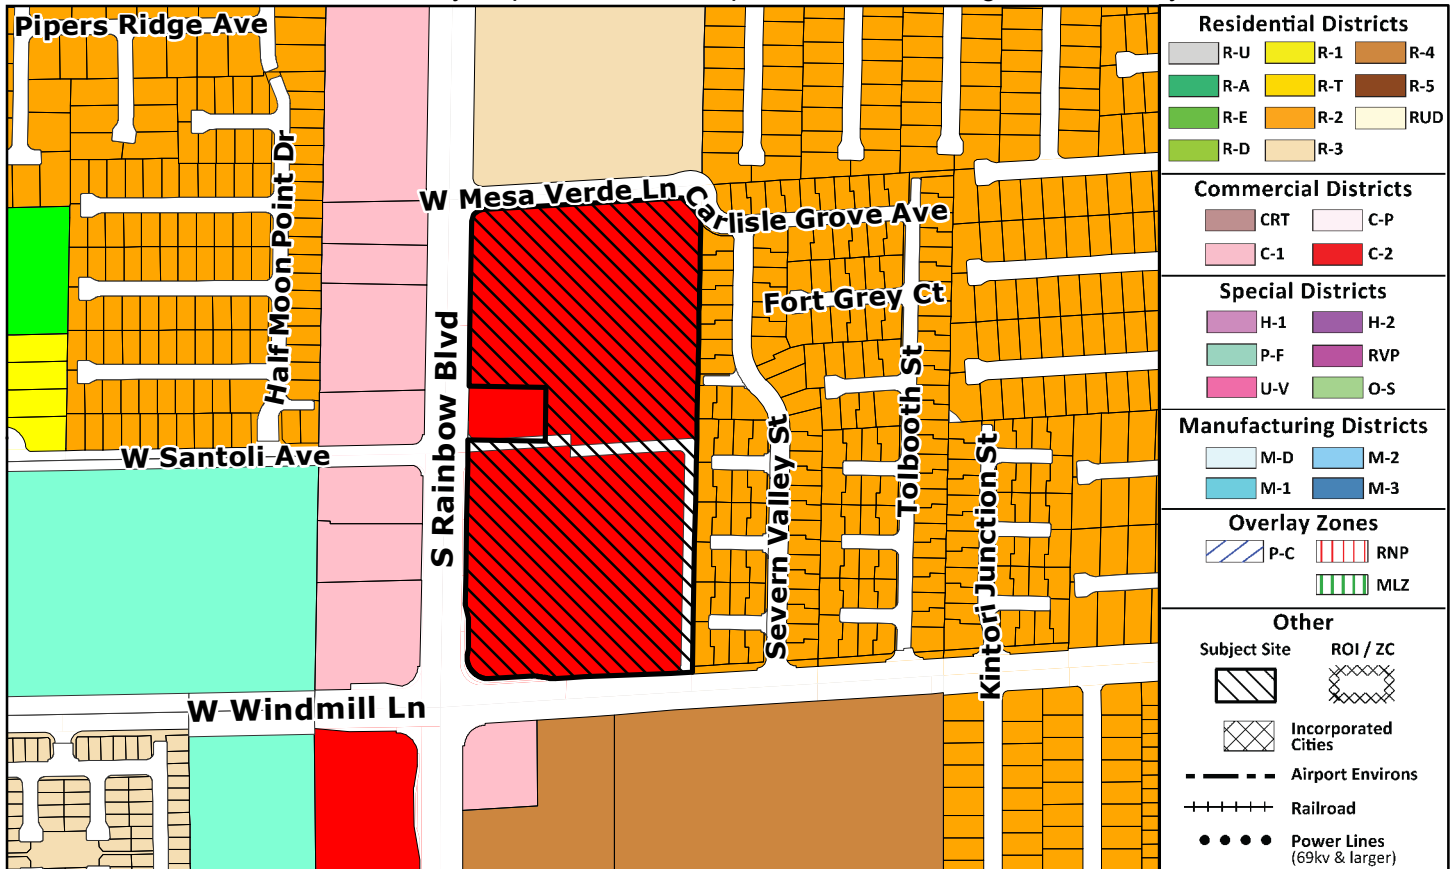 Pipers Ridge Ave
Half Moon Point Dr
W Mesa Verde Ln
Carlisle Grove Ave
Fort Grey Ct
S Rainbow Blvd
Tolbooth St
Severn Valley St
Kintori Junction St
W Santoli Ave
W Windmill Ln
Residential Districts
R-U R-1 R-4
R-A R-T R-5
R-E R-2 RUD
R-D R-3
Commercial Districts
CRT C-P
C-1 C-2
Special Districts
H-1 H-2
P-F RVP
U-V O-S
Manufacturing Districts
M-D M-2
M-1 M-3
Overlay Zones
P-C RNP
MLZ
Other
Subject Site ROI / ZC
Incorporated
Cities
Airport Environs
Railroad
Power Lines
(69kv & larger)